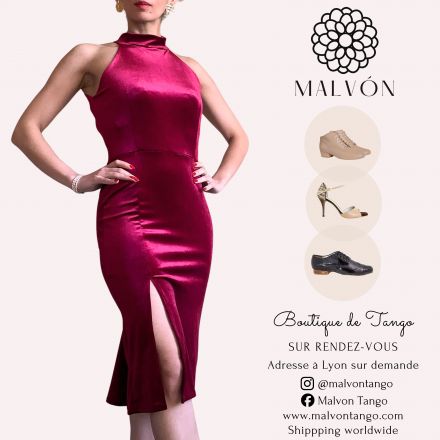 MALVÓN
Boutique de Tango
SUR RENDEZ-VOUS
Adresse à Lyon sur demande
@malvontango
Malvon Tango
www.malvontango.com
Shippping worldwide